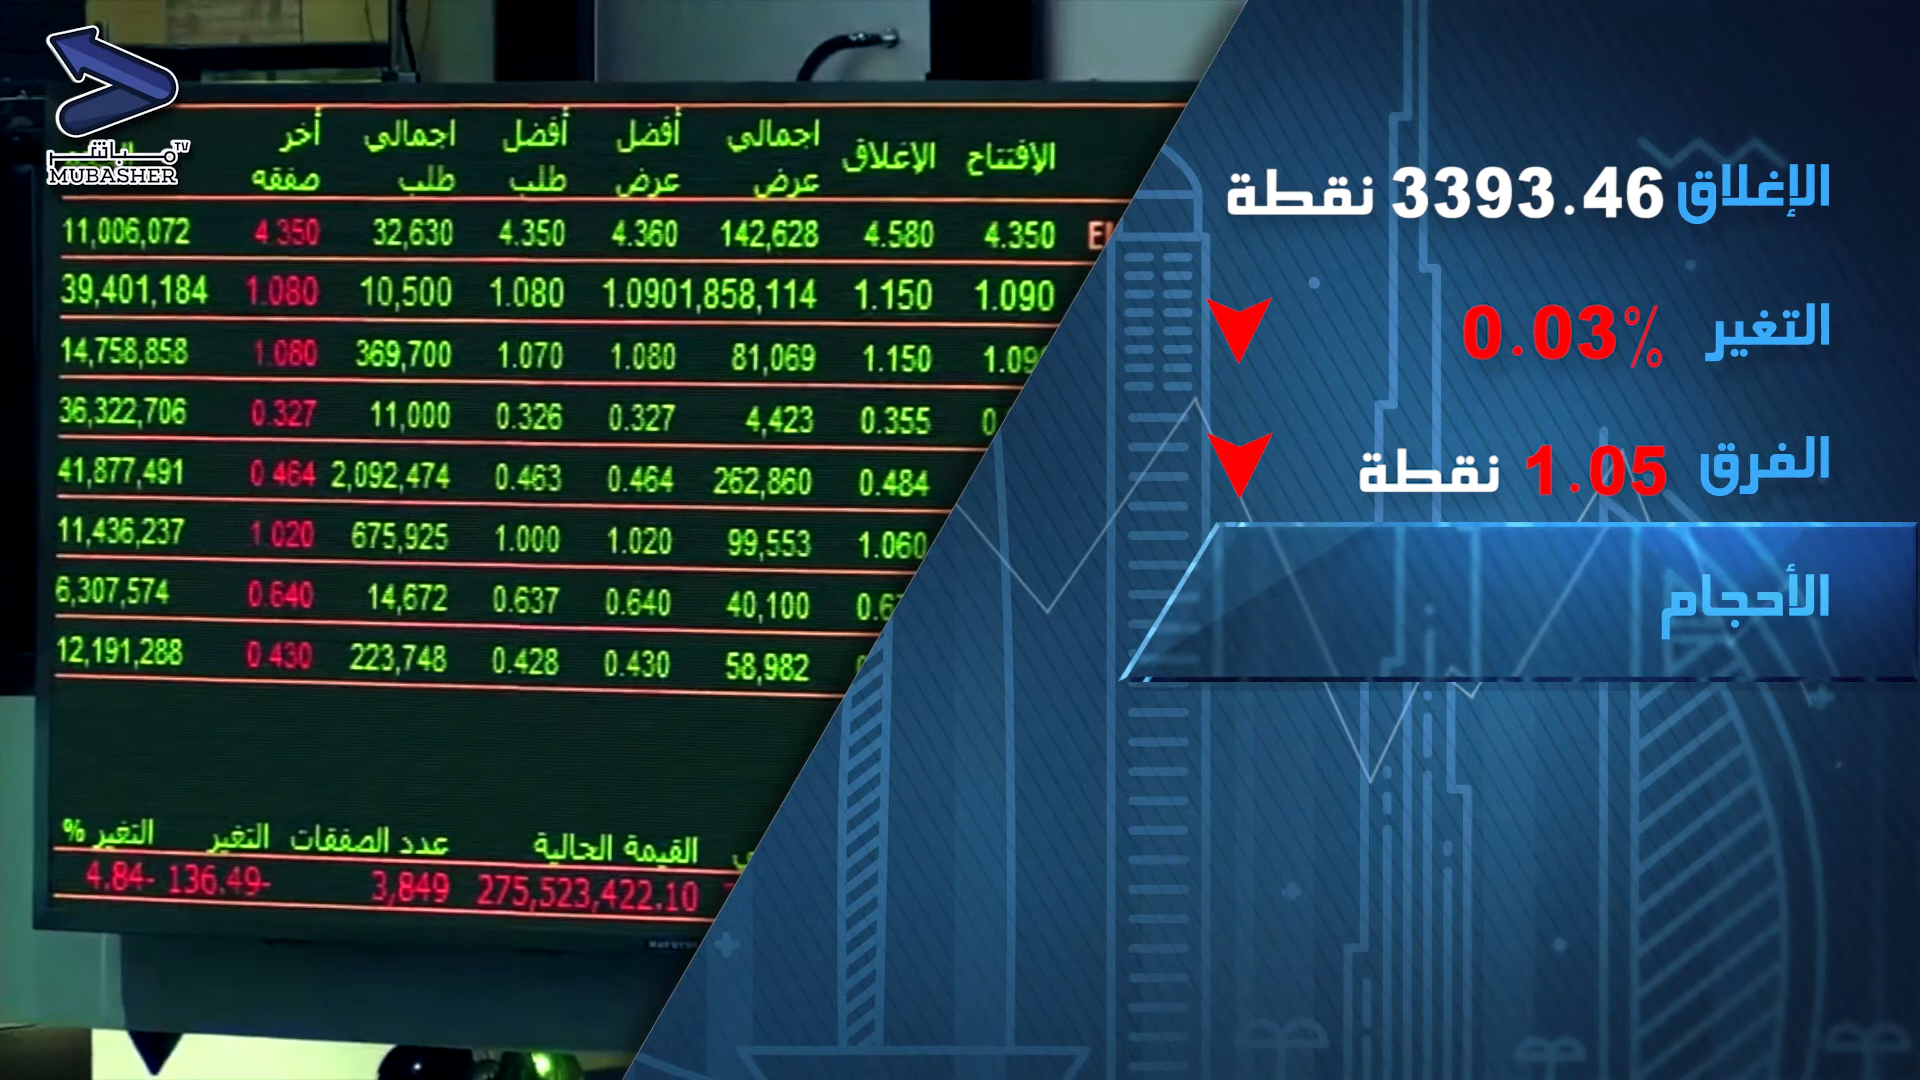 مباشر TV
MUBASHER
الإفتتاح الإغلاق اجمالي عرض أفضل عرض أفضل طلب اجمالي طلب أخر صفقه
4.350 4.580 142,628 4.360 4.350 32,630 4.350 11,006,072
1.090 1.150 1,858,114 1.090 1.080 10,500 1.080 39,401,184
1.150 81,069 1.080 1.070 369,700 1.080 14,758,858
0.355 4,423 0.327 0.326 11,000 0.327 36,322,706
0.484 262,860 0.464 0.463 2,092,474 0.464 41,877,491
1.060 99,553 1.020 1.000 675,925 1.020 11,436,237
40,100 0.640 0.637 14,672 0.640 6,307,574
58,982 0.430 0.428 223,748 0.430 12,191,288
القيمة الحالية عدد الصفقات التغير التغير %
275,523,422.10 3,849 136.49- 4.84-
الإغلاق 3393.46 نقطة
التغير 0.03%
الفرق 1.05 نقطة
الأحجام